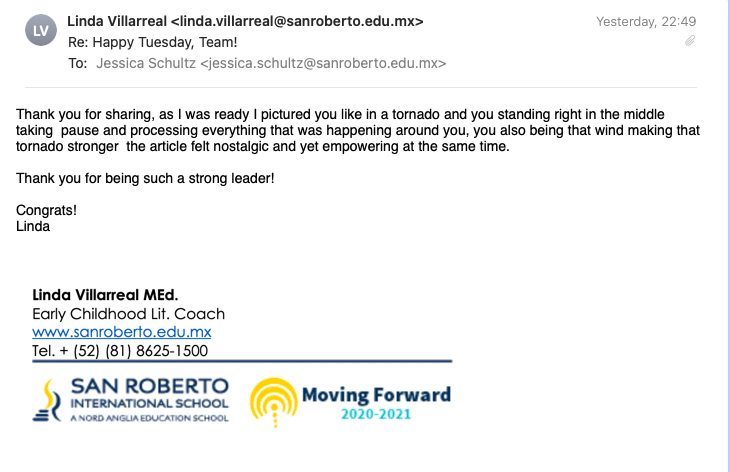 Linda Villarreal <linda.villarreal@sanroberto.edu.mx>
Yesterday, 22:49
LV
Re: Happy Tuesday, Team!
To: Jessica Schultz <jessica.schultz@sanroberto.edu.mx>
Thank you for sharing, as I was ready I pictured you like in a tornado and you standing right in the middle
taking  pause and processing everything that was happening around you, you also being that wind making that
tornado stronger  the article felt nostalgic and yet empowering at the same time.
Thank you for being such a strong leader!
Congrats!
Linda
Linda Villarreal MEd.
Early Childhood Lit. Coach
www.sanroberto.edu.mx
Tel. + (52) (81) 8625-1500
SAN ROBERTO
INTERNATIONAL SCHOOL
A NORD ANGLIA EDUCATION SCHOOL
Moving Forward
2020-2021